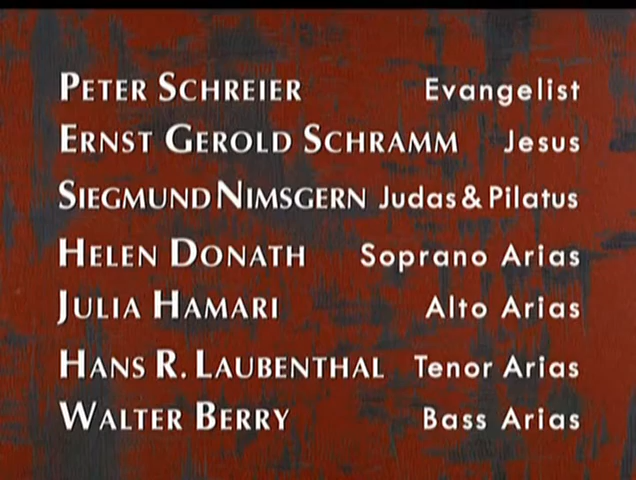 PETER SCHREIER Evangelist
ERNST GEROLD SCHRAMM Jesus
SIEGMUND NIMSGERN Judas & Pilatus
HELEN DONATH Soprano Arias
JULIA HAMARI Alto Arias
HANS R. LAUBENTHAL Tenor Arias
WALTER BERRY Bass Arias